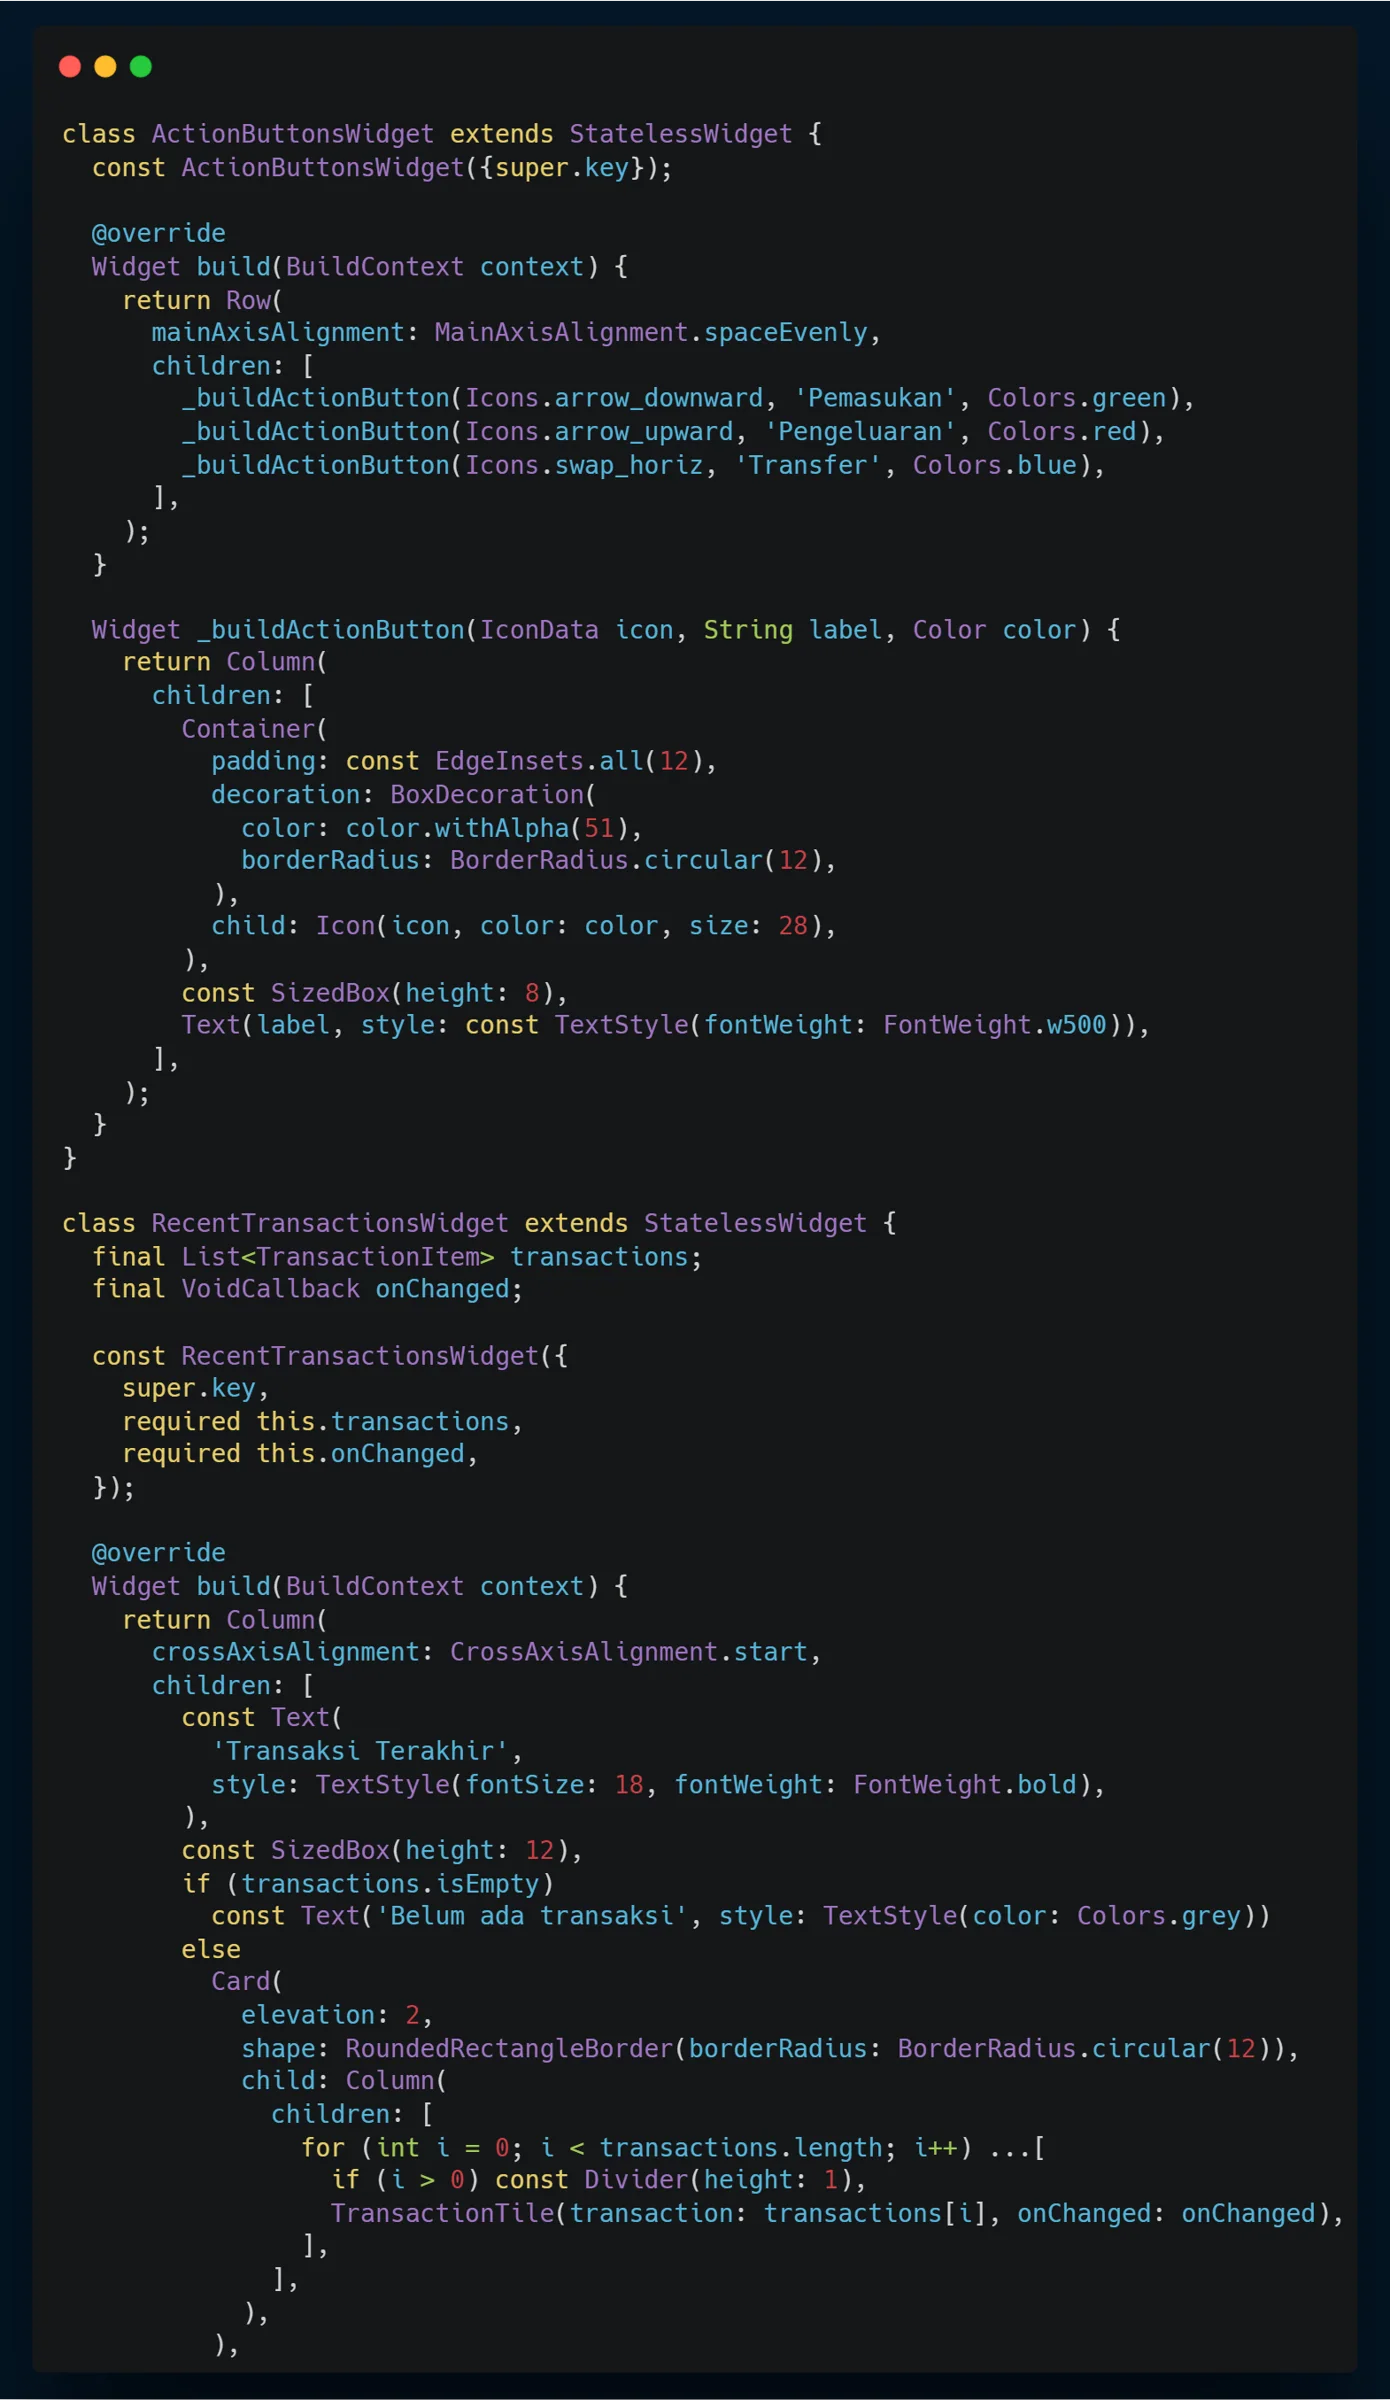 class ActionButtonsWidget extends StatelessWidget {
  const ActionButtonsWidget({super.key});

  @override
  Widget build(BuildContext context) {
    return Row(
      mainAxisAlignment: MainAxisAlignment.spaceEvenly,
      children: [
        _buildActionButton(Icons.arrow_downward, 'Pemasukan', Colors.green),
        _buildActionButton(Icons.arrow_upward, 'Pengeluaran', Colors.red),
        _buildActionButton(Icons.swap_horiz, 'Transfer', Colors.blue),
      ],
    );
  }

  Widget _buildActionButton(IconData icon, String label, Color color) {
    return Column(
      children: [
        Container(
          padding: const EdgeInsets.all(12),
          decoration: BoxDecoration(
            color: color.withAlpha(51),
            borderRadius: BorderRadius.circular(12),
          ),
          child: Icon(icon, color: color, size: 28),
        ),
        const SizedBox(height: 8),
        Text(label, style: const TextStyle(fontWeight: FontWeight.w500)),
      ],
    );
  }
}

class RecentTransactionsWidget extends StatelessWidget {
  final List<TransactionItem> transactions;
  final VoidCallback onChanged;

  const RecentTransactionsWidget({
    super.key,
    required this.transactions,
    required this.onChanged,
  });

  @override
  Widget build(BuildContext context) {
    return Column(
      crossAxisAlignment: CrossAxisAlignment.start,
      children: [
        const Text(
          'Transaksi Terakhir',
          style: TextStyle(fontSize: 18, fontWeight: FontWeight.bold),
        ),
        const SizedBox(height: 12),
        if (transactions.isEmpty)
          const Text('Belum ada transaksi', style: TextStyle(color: Colors.grey))
        else
          Card(
            elevation: 2,
            shape: RoundedRectangleBorder(borderRadius: BorderRadius.circular(12)),
            child: Column(
              children: [
                for (int i = 0; i < transactions.length; i++) ...[
                  if (i > 0) const Divider(height: 1),
                  TransactionTile(transaction: transactions[i], onChanged: onChanged),
                ],
              ],
            ),
          ),